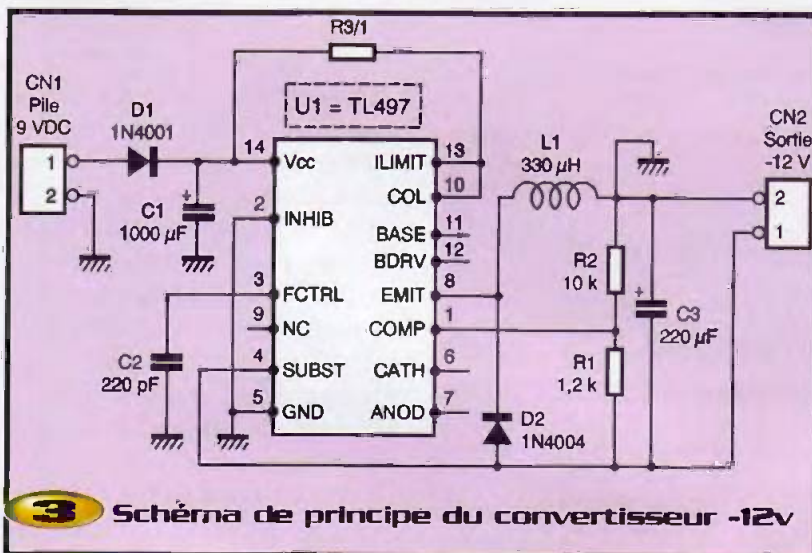 R3/1
CN1
Pile
9 VDC
D1
1N4001
U1 = TL497
CN2
Sortie
-12 V
L1
330 µH
1
2
C1
1000 µF
14
Vcc
ILIMIT
13
COL
10
2
INHIB
BASE
11
BDRV
12
3
FCTRL
EMIT
8
9
NC
COMP
1
4
SUBST
CATH
6
5
GND
ANOD
7
C2
220 pF
R2
10 k
R1
1,2 k
C3
220 µF
2
1
D2
1N4004
3 Schéma de principe du convertisseur -12v